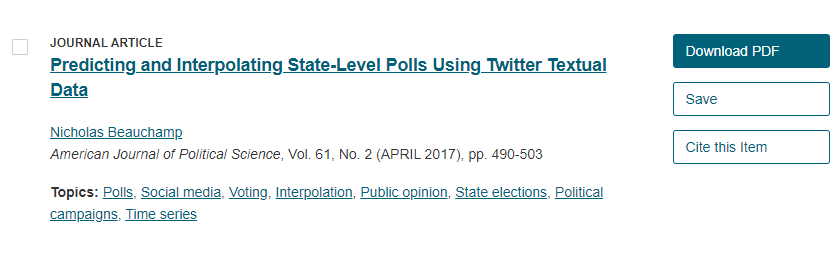 JOURNAL ARTICLE
Predicting and Interpolating State-Level Polls Using Twitter Textual
Data
Nicholas Beauchamp
American Journal of Political Science, Vol. 61, No. 2 (APRIL 2017), pp. 490-503
Topics: Polls, Social media, Voting, Interpolation, Public opinion, State elections, Political
campaigns, Time series
Download PDF
Save
Cite this Item